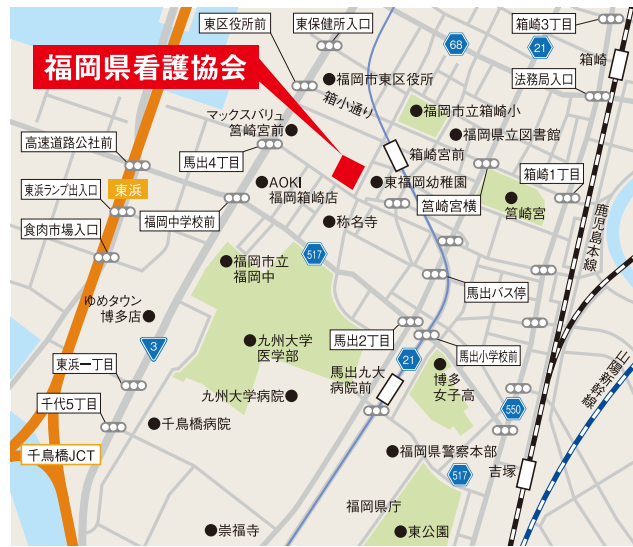 東区役所前
東保健所入口
箱崎3丁目
68
21
箱崎
福岡県看護協会
福岡市東区役所
法務局入口
箱小通り
マックスバリュ
筥崎宮前
福岡市立箱崎小
福岡県立図書館
高速道路公社前
馬出4丁目
箱崎宮前
箱崎1丁目
東浜ランプ出入口
東浜
AOKI
福岡箱崎店
東福岡幼稚園
筥崎宮横
筥崎宮
食肉市場入口
福岡中学校前
称名寺
鹿児島本線
福岡市立
福岡中
517
馬出バス停
ゆめタウン
博多店
3
九州大学
医学部
馬出2丁目
馬出小学校前
東浜一丁目
21
馬出九大
病院前
博多
女子高
山陽新幹線
千代5丁目
九州大学病院
550
千鳥橋病院
千鳥橋JCT
福岡県警察本部
517
吉塚
福岡県庁
崇福寺
東公園